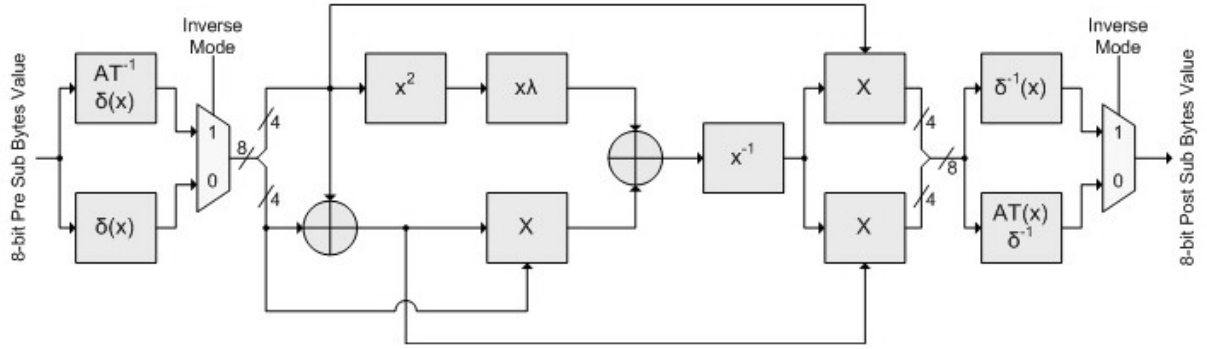 8-bit Pre Sub Bytes Value
AT⁻¹
δ(x)
δ(x)
Inverse
Mode
1
0
8
4
4
x²
xλ
X
x⁻¹
X
X
4
4
8
δ⁻¹(x)
AT(x)
δ⁻¹
Inverse
Mode
1
0
8-bit Post Sub Bytes Value